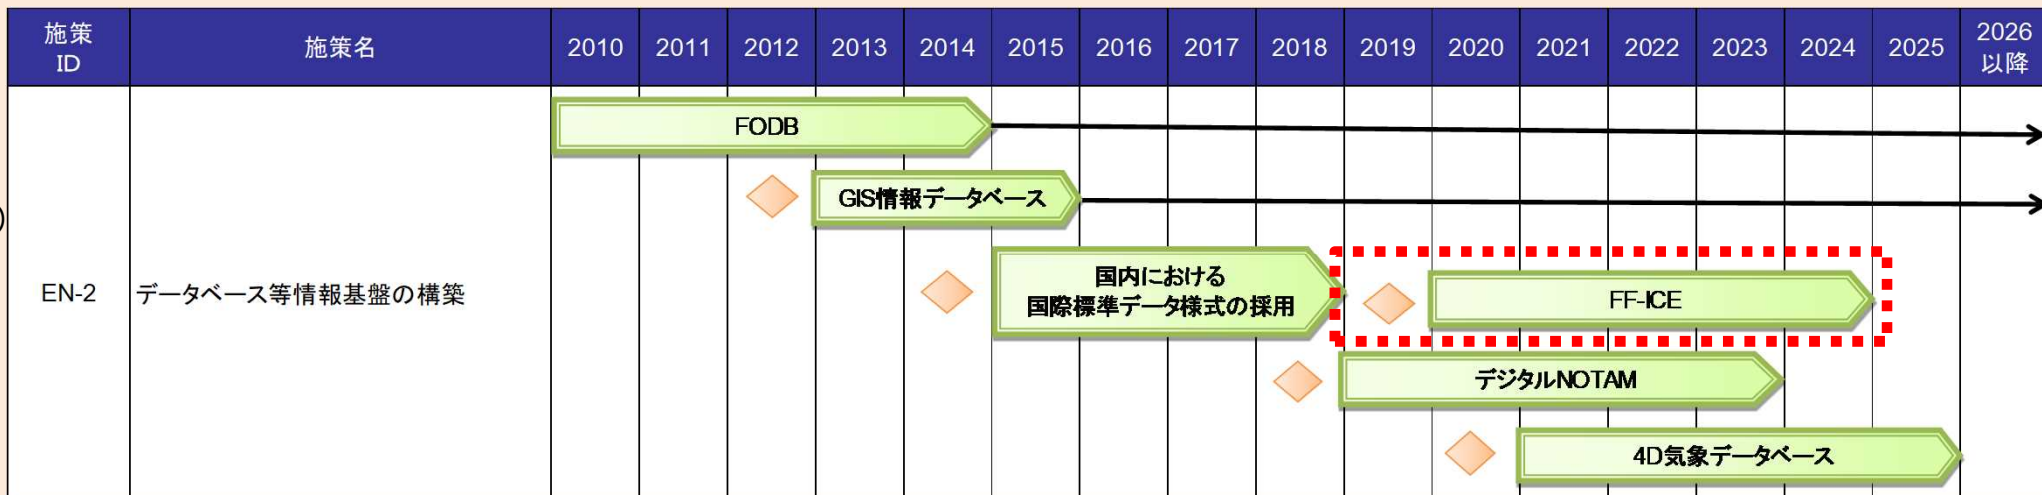 施策
ID
施策名
2010
2011
2012
2013
2014
2015
2016
2017
2018
2019
2020
2021
2022
2023
2024
2025
2026
以降
FODB
)
GIS情報データベース
EN-2
データベース等情報基盤の構築
国内における
国際標準データ様式の採用
FF-ICE
デジタルNOTAM
4D気象データベース